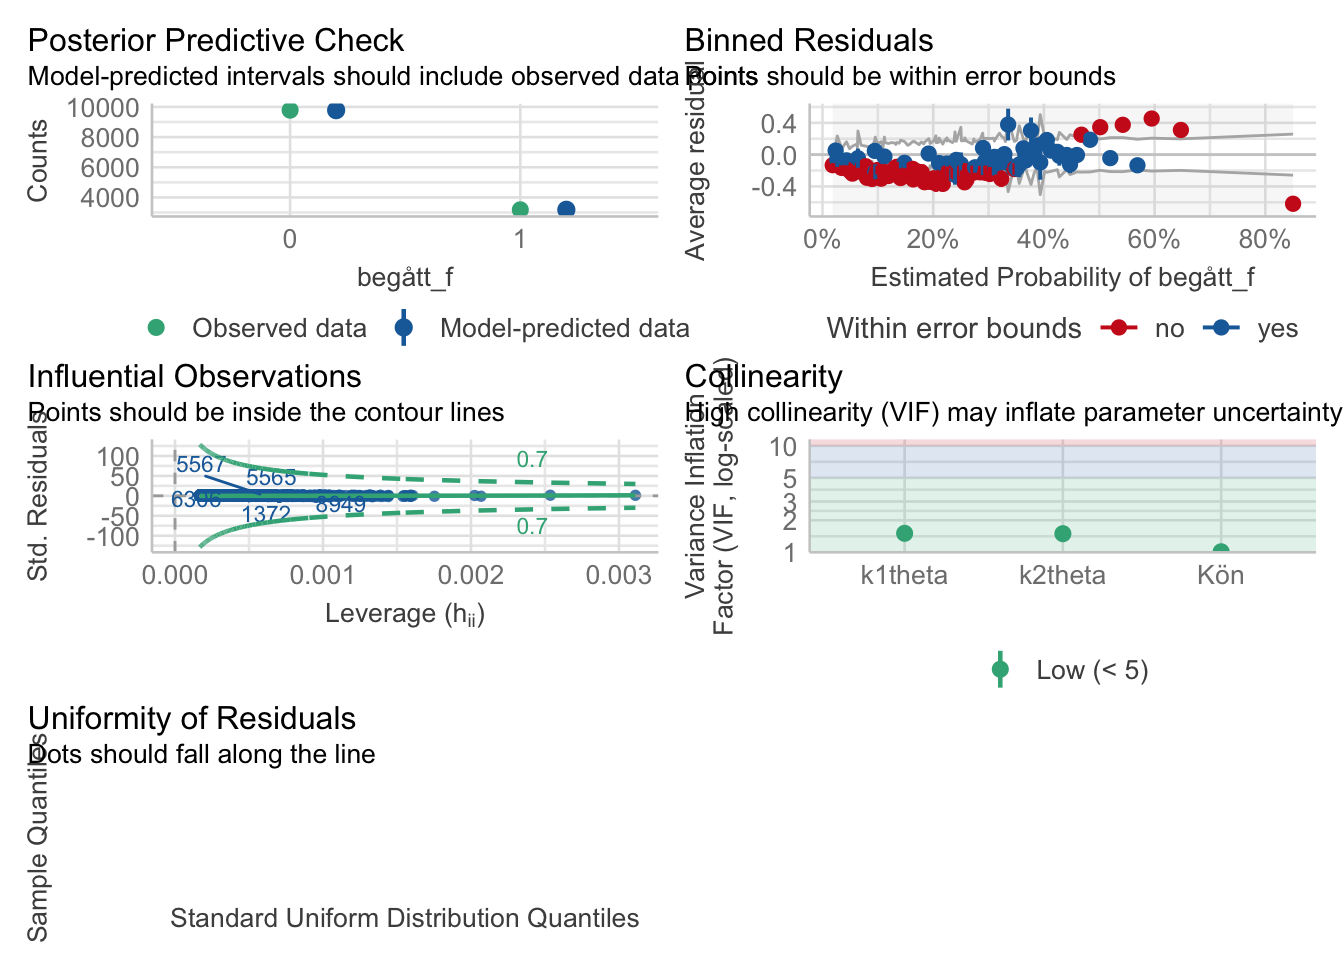 Posterior Predictive Check
Model-predicted intervals should include observed data points
Counts
10000
8000
6000
4000
0
1
begått_f
Observed data
Model-predicted data
Binned Residuals
Points should be within error bounds
Average residual
0.4
0.0
-0.4
0%
20%
40%
60%
80%
Estimated Probability of begått_f
Within error bounds
no
yes
Influential Observations
Points should be inside the contour lines
Std. Residuals
100
50
0
-50
-100
5567
5565
6306
1372
8949
0.7
0.7
0.000
0.001
0.002
0.003
Leverage (hii)
Collinearity
High collinearity (VIF) may inflate parameter uncertainty
Variance Inflation
Factor (VIF, log-scaled)
10
5
3
2
1
k1theta
k2theta
Kön
Low (< 5)
Uniformity of Residuals
Dots should fall along the line
Sample Quantiles
Standard Uniform Distribution Quantiles